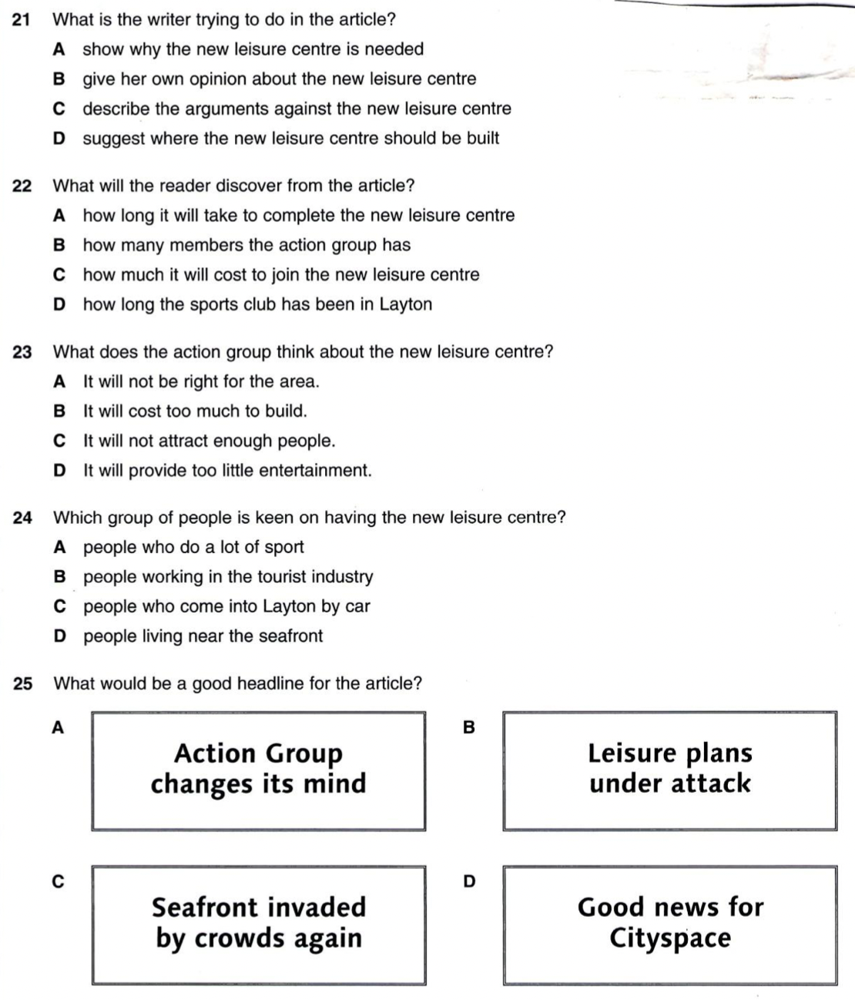 21 What is the writer trying to do in the article?
A show why the new leisure centre is needed
B give her own opinion about the new leisure centre
C describe the arguments against the new leisure centre
D suggest where the new leisure centre should be built
22 What will the reader discover from the article?
A how long it will take to complete the new leisure centre
B how many members the action group has
C how much it will cost to join the new leisure centre
D how long the sports club has been in Layton
23 What does the action group think about the new leisure centre?
A It will not be right for the area.
B It will cost too much to build.
C It will not attract enough people.
D It will provide too little entertainment.
24 Which group of people is keen on having the new leisure centre?
A people who do a lot of sport
B people working in the tourist industry
C people who come into Layton by car
D people living near the seafront
25 What would be a good headline for the article?
A
Action Group
changes its mind
B
Leisure plans
under attack
C
Seafront invaded
by crowds again
D
Good news for
Cityspace